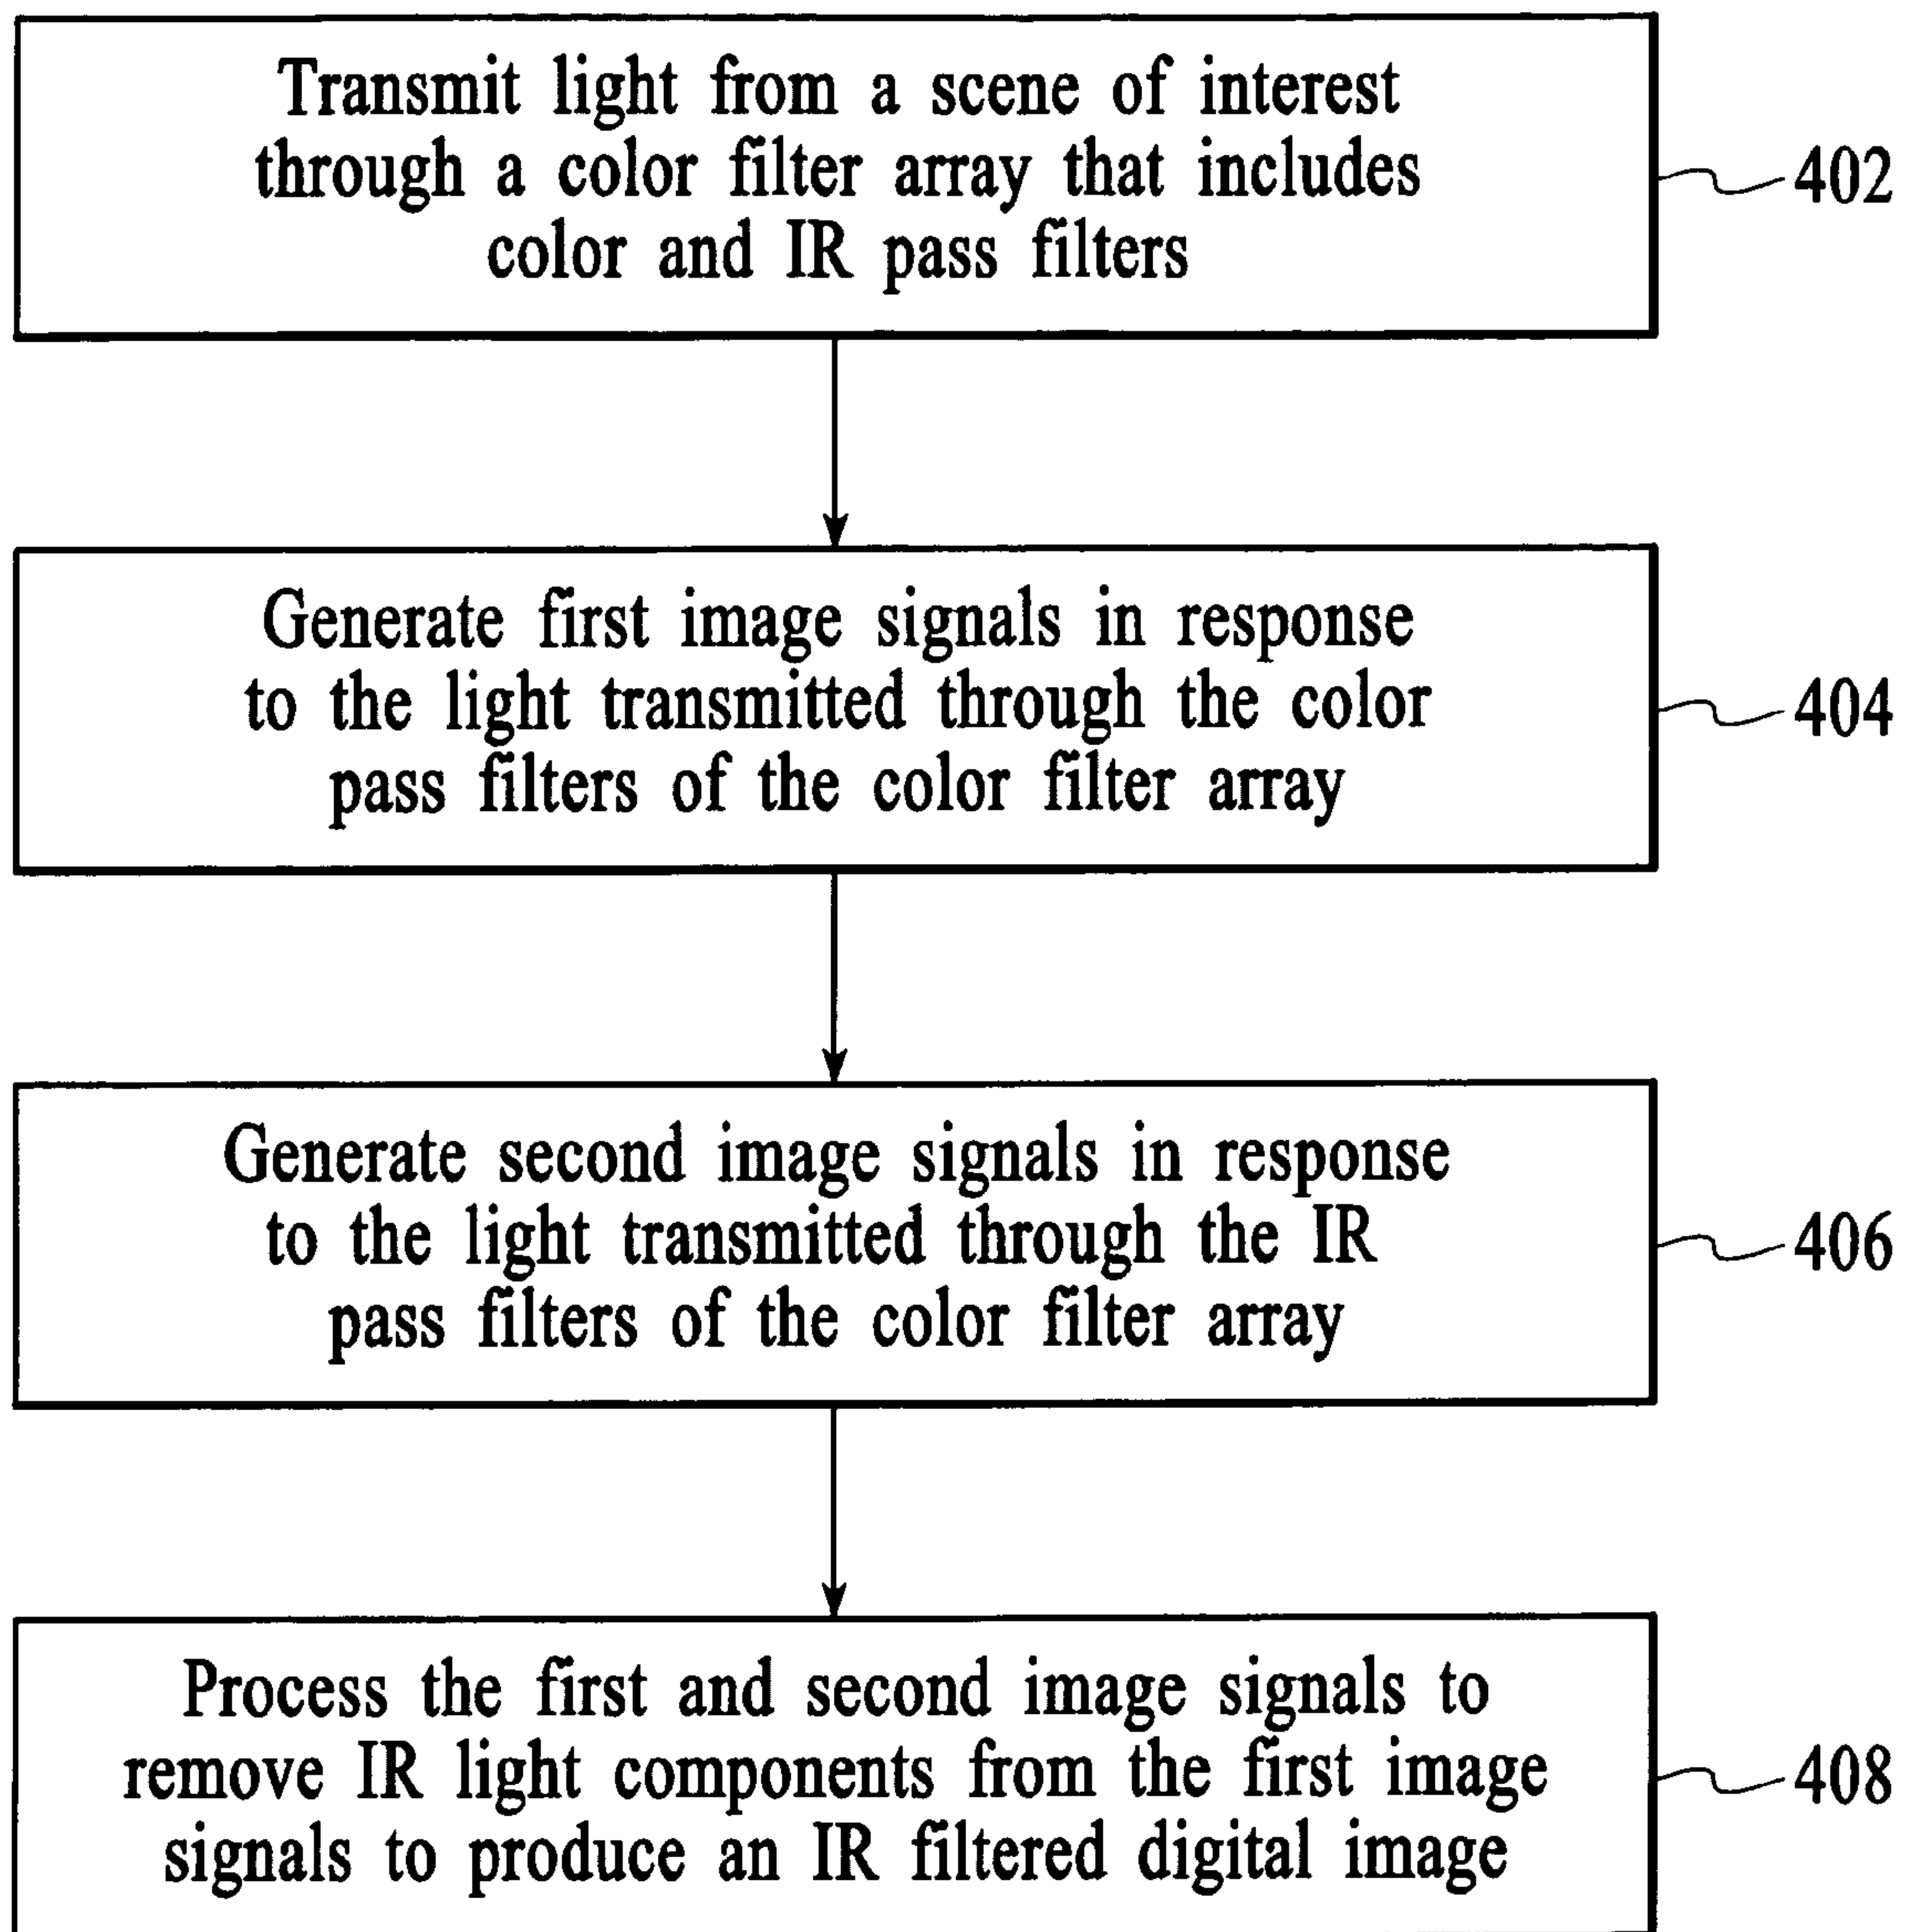 Transmit light from a scene of interest
through a color filter array that includes
color and IR pass filters
402
Generate first image signals in response
to the light transmitted through the color
pass filters of the color filter array
404
Generate second image signals in response
to the light transmitted through the IR
pass filters of the color filter array
406
Process the first and second image signals to
remove IR light components from the first image
signals to produce an IR filtered digital image
408